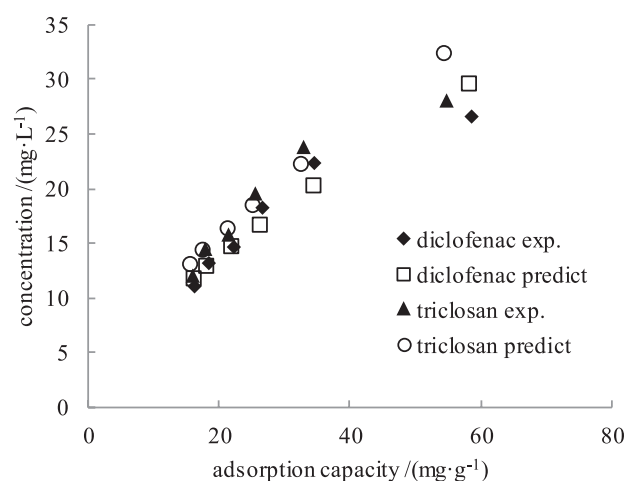 35
30
25
20
15
10
5
0
concentration /(mg·L⁻¹)
diclofenac exp.
diclofenac predict
triclosan exp.
triclosan predict
0 20 40 60 80
adsorption capacity /(mg·g⁻¹)